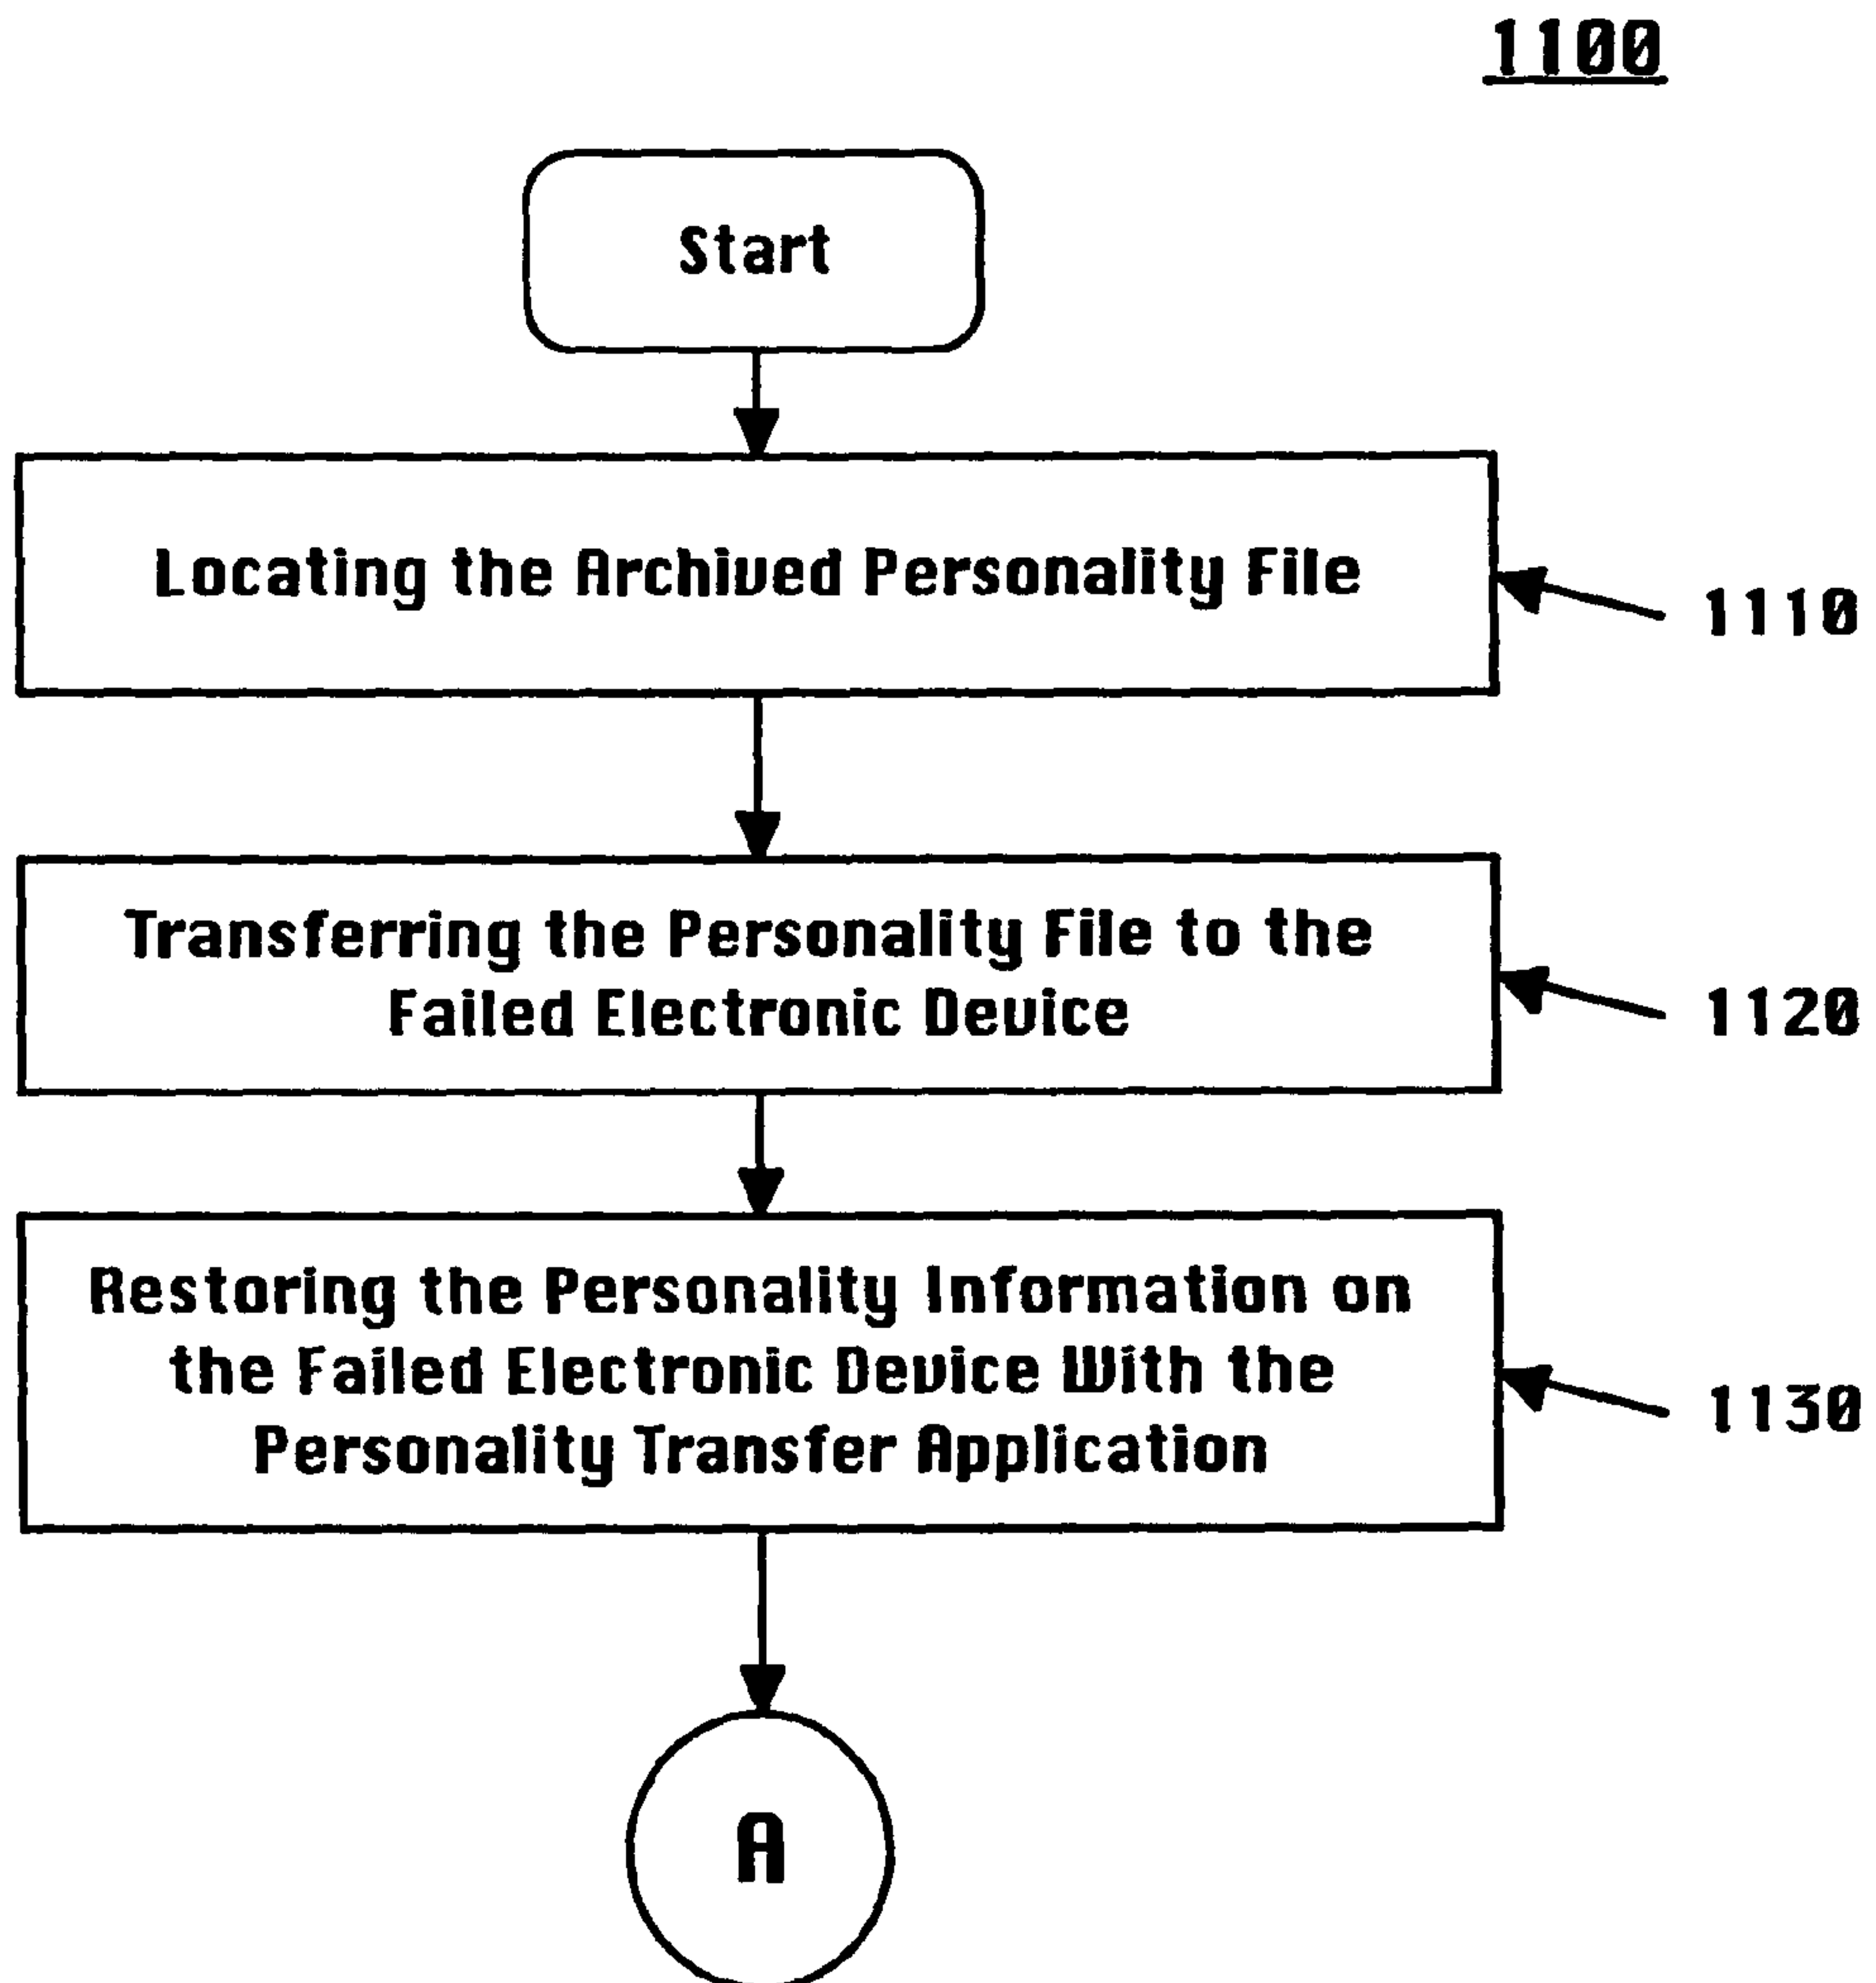 1100
Start
Locating the Archived Personality File
1110
Transferring the Personality File to the
Failed Electronic Device
1120
Restoring the Personality Information on
the Failed Electronic Device With the
Personality Transfer Application
1130
A